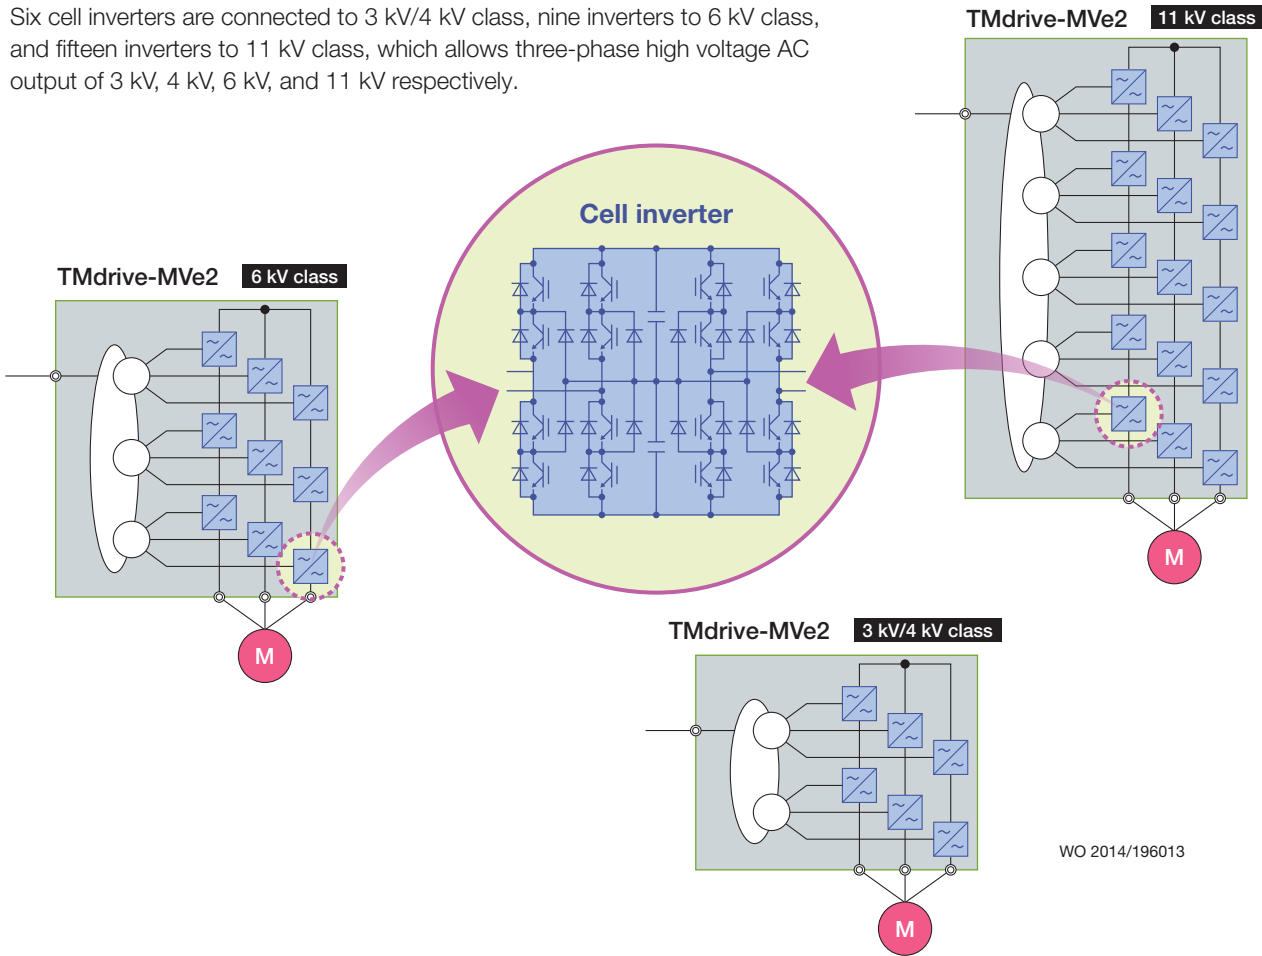 Six cell inverters are connected to 3 kV/4 kV class, nine inverters to 6 kV class,
and fifteen inverters to 11 kV class, which allows three-phase high voltage AC
output of 3 kV, 4 kV, 6 kV, and 11 kV respectively.
TMdrive-MVe2 11 kV class
Cell inverter
TMdrive-MVe2 6 kV class
M
M
TMdrive-MVe2 3 kV/4 kV class
WO 2014/196013
M